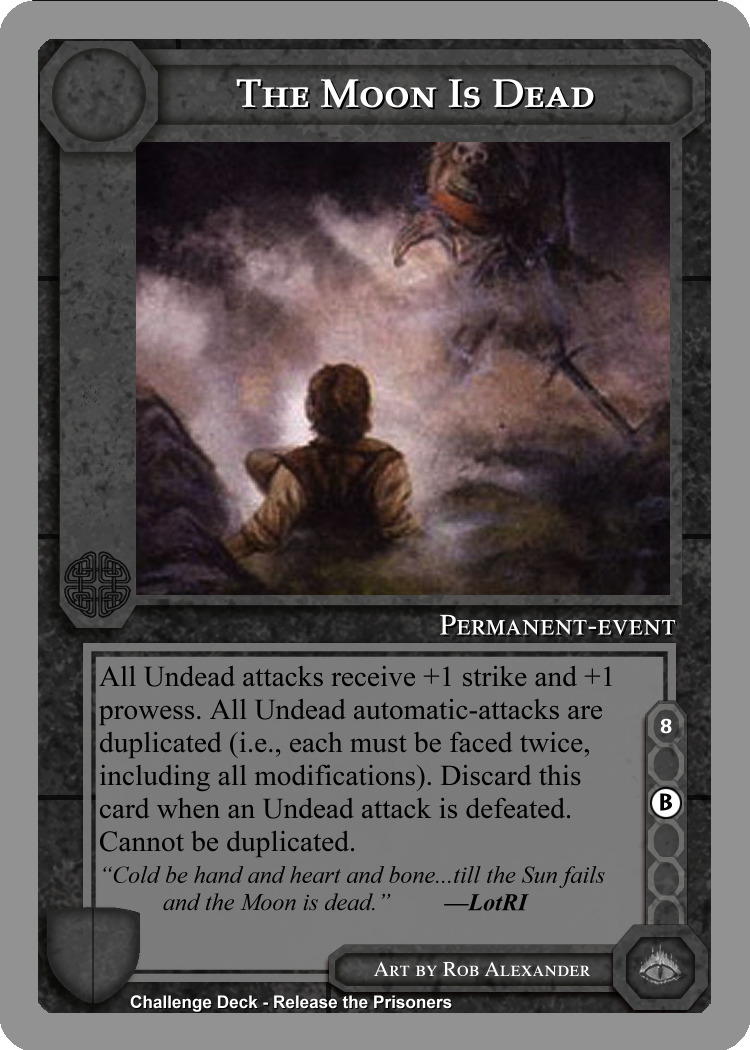 The Moon Is Dead
Permanent-event
All Undead attacks receive +1 strike and +1
prowess. All Undead automatic-attacks are
duplicated (i.e., each must be faced twice,
including all modifications). Discard this
card when an Undead attack is defeated.
Cannot be duplicated.
“Cold be hand and heart and bone...till the Sun fails
and the Moon is dead.” —LotRI
8
B
Art by Rob Alexander
Challenge Deck - Release the Prisoners